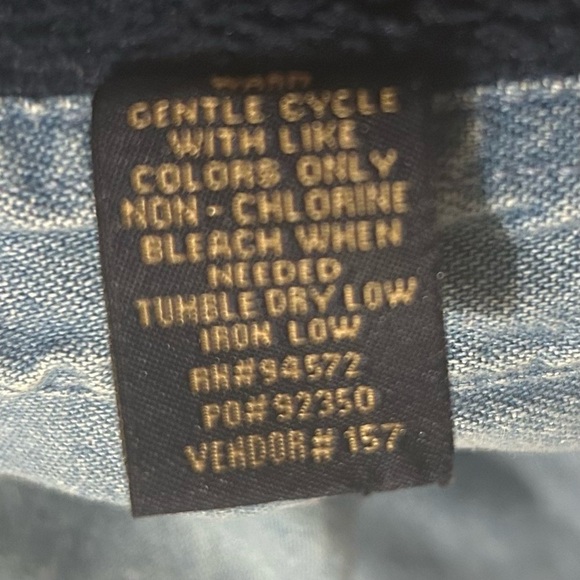 GENTLE CYCLE
WITH LIKE
COLORS ONLY
NON-CHLORINE
BLEACH WHEN
NEEDED
TUMBLE DRY LOW
IRON LOW
RN#94572
PO#92350
VENDOR# 157